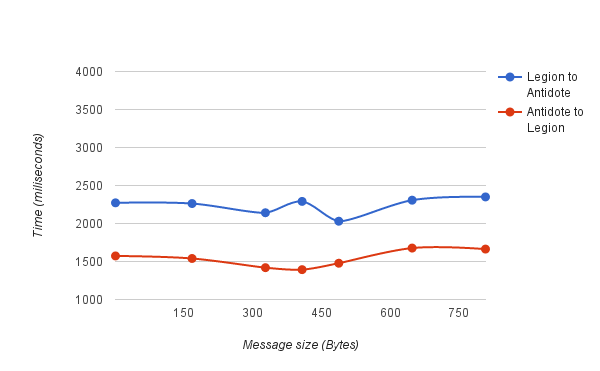 4000
3500
3000
2500
2000
1500
1000
Time (miliseconds)
150 300 450 600 750
Message size (Bytes)
Legion to
Antidote
Antidote to
Legion